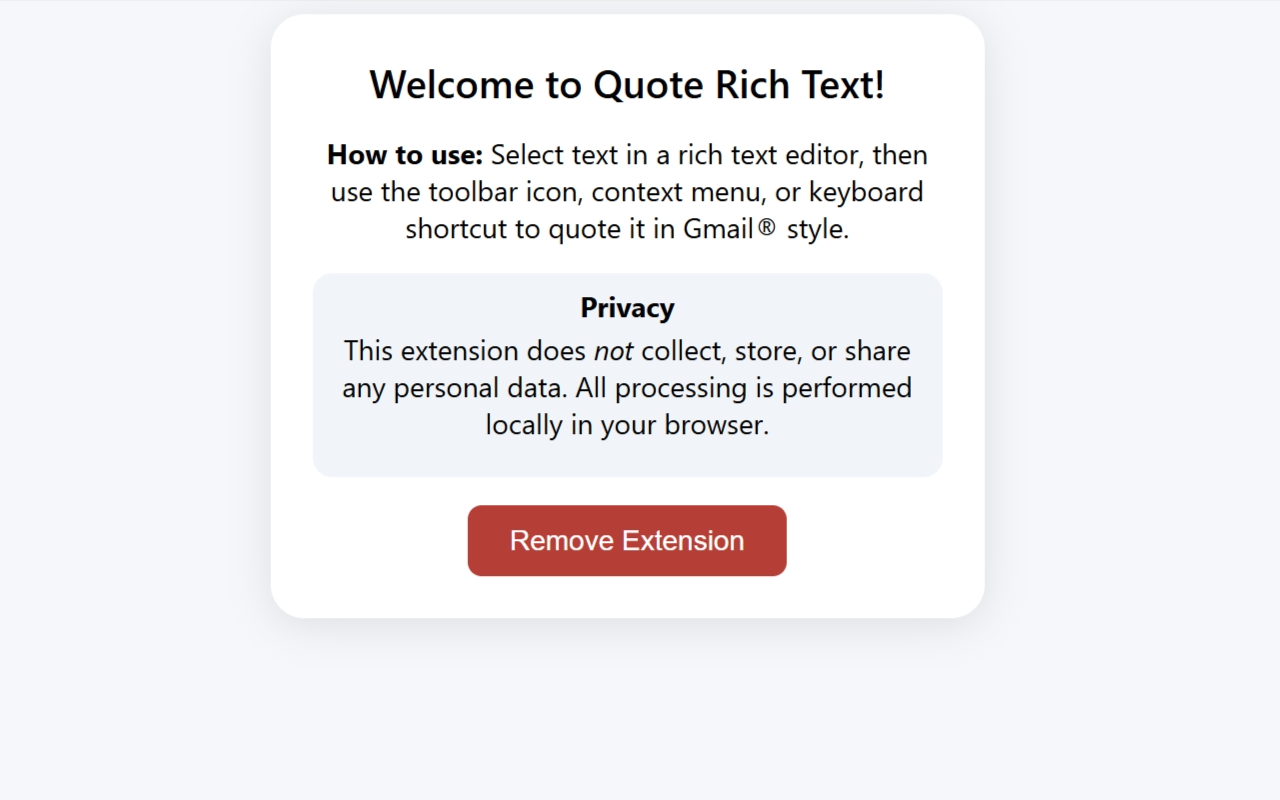 Welcome to Quote Rich Text!
How to use: Select text in a rich text editor, then
use the toolbar icon, context menu, or keyboard
shortcut to quote it in Gmail® style.
Privacy
This extension does not collect, store, or share
any personal data. All processing is performed
locally in your browser.
Remove Extension